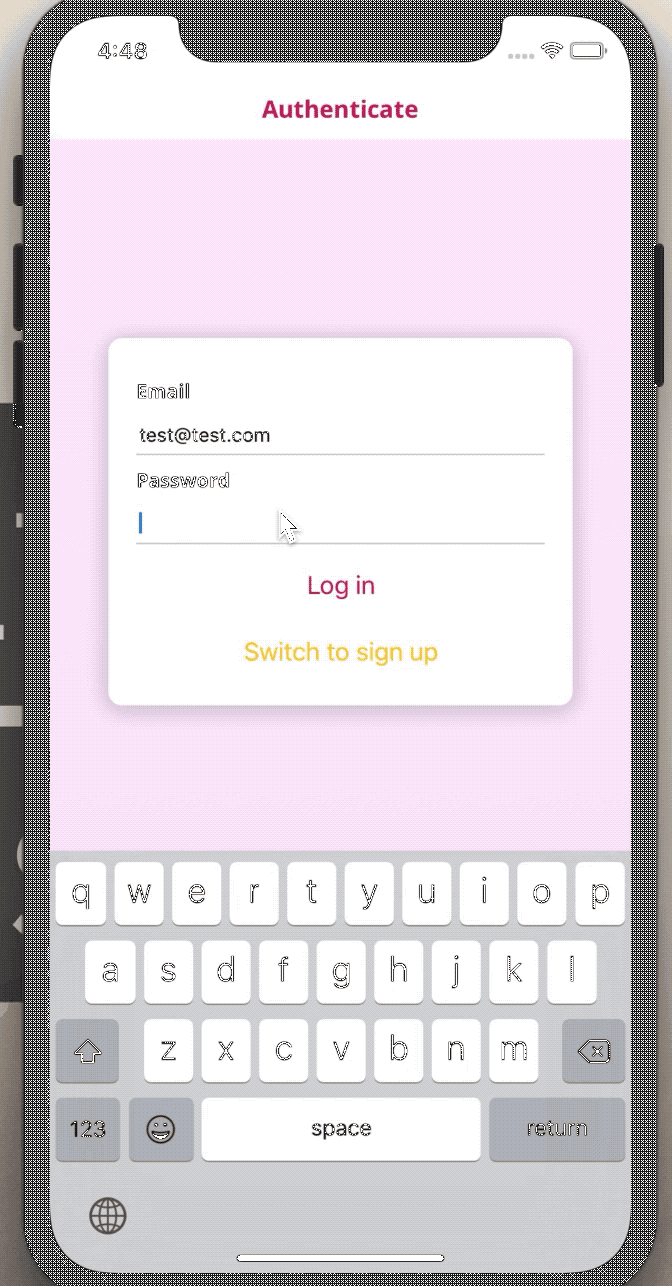 4:48
Authenticate
Email
test@test.com
Password
Log in
Switch to sign up
q w e r t y u i o p
a s d f g h j k l
z x c v b n m
123 space return